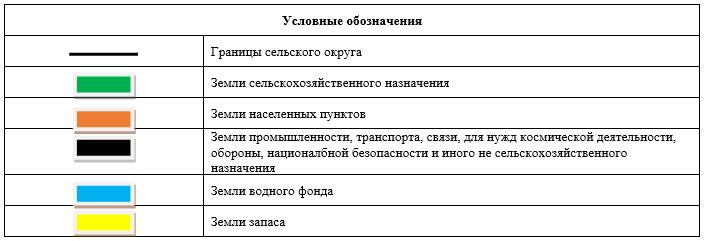 Условные обозначения
Границы сельского округа
Земли сельскохозяйственного назначения
Земли населенных пунктов
Земли промышленности, транспорта, связи, для нужд космической деятельности,
обороны, националбной безопасности и иного не сельскохозяйственного
назначения
Земли водного фонда
Земли запаса